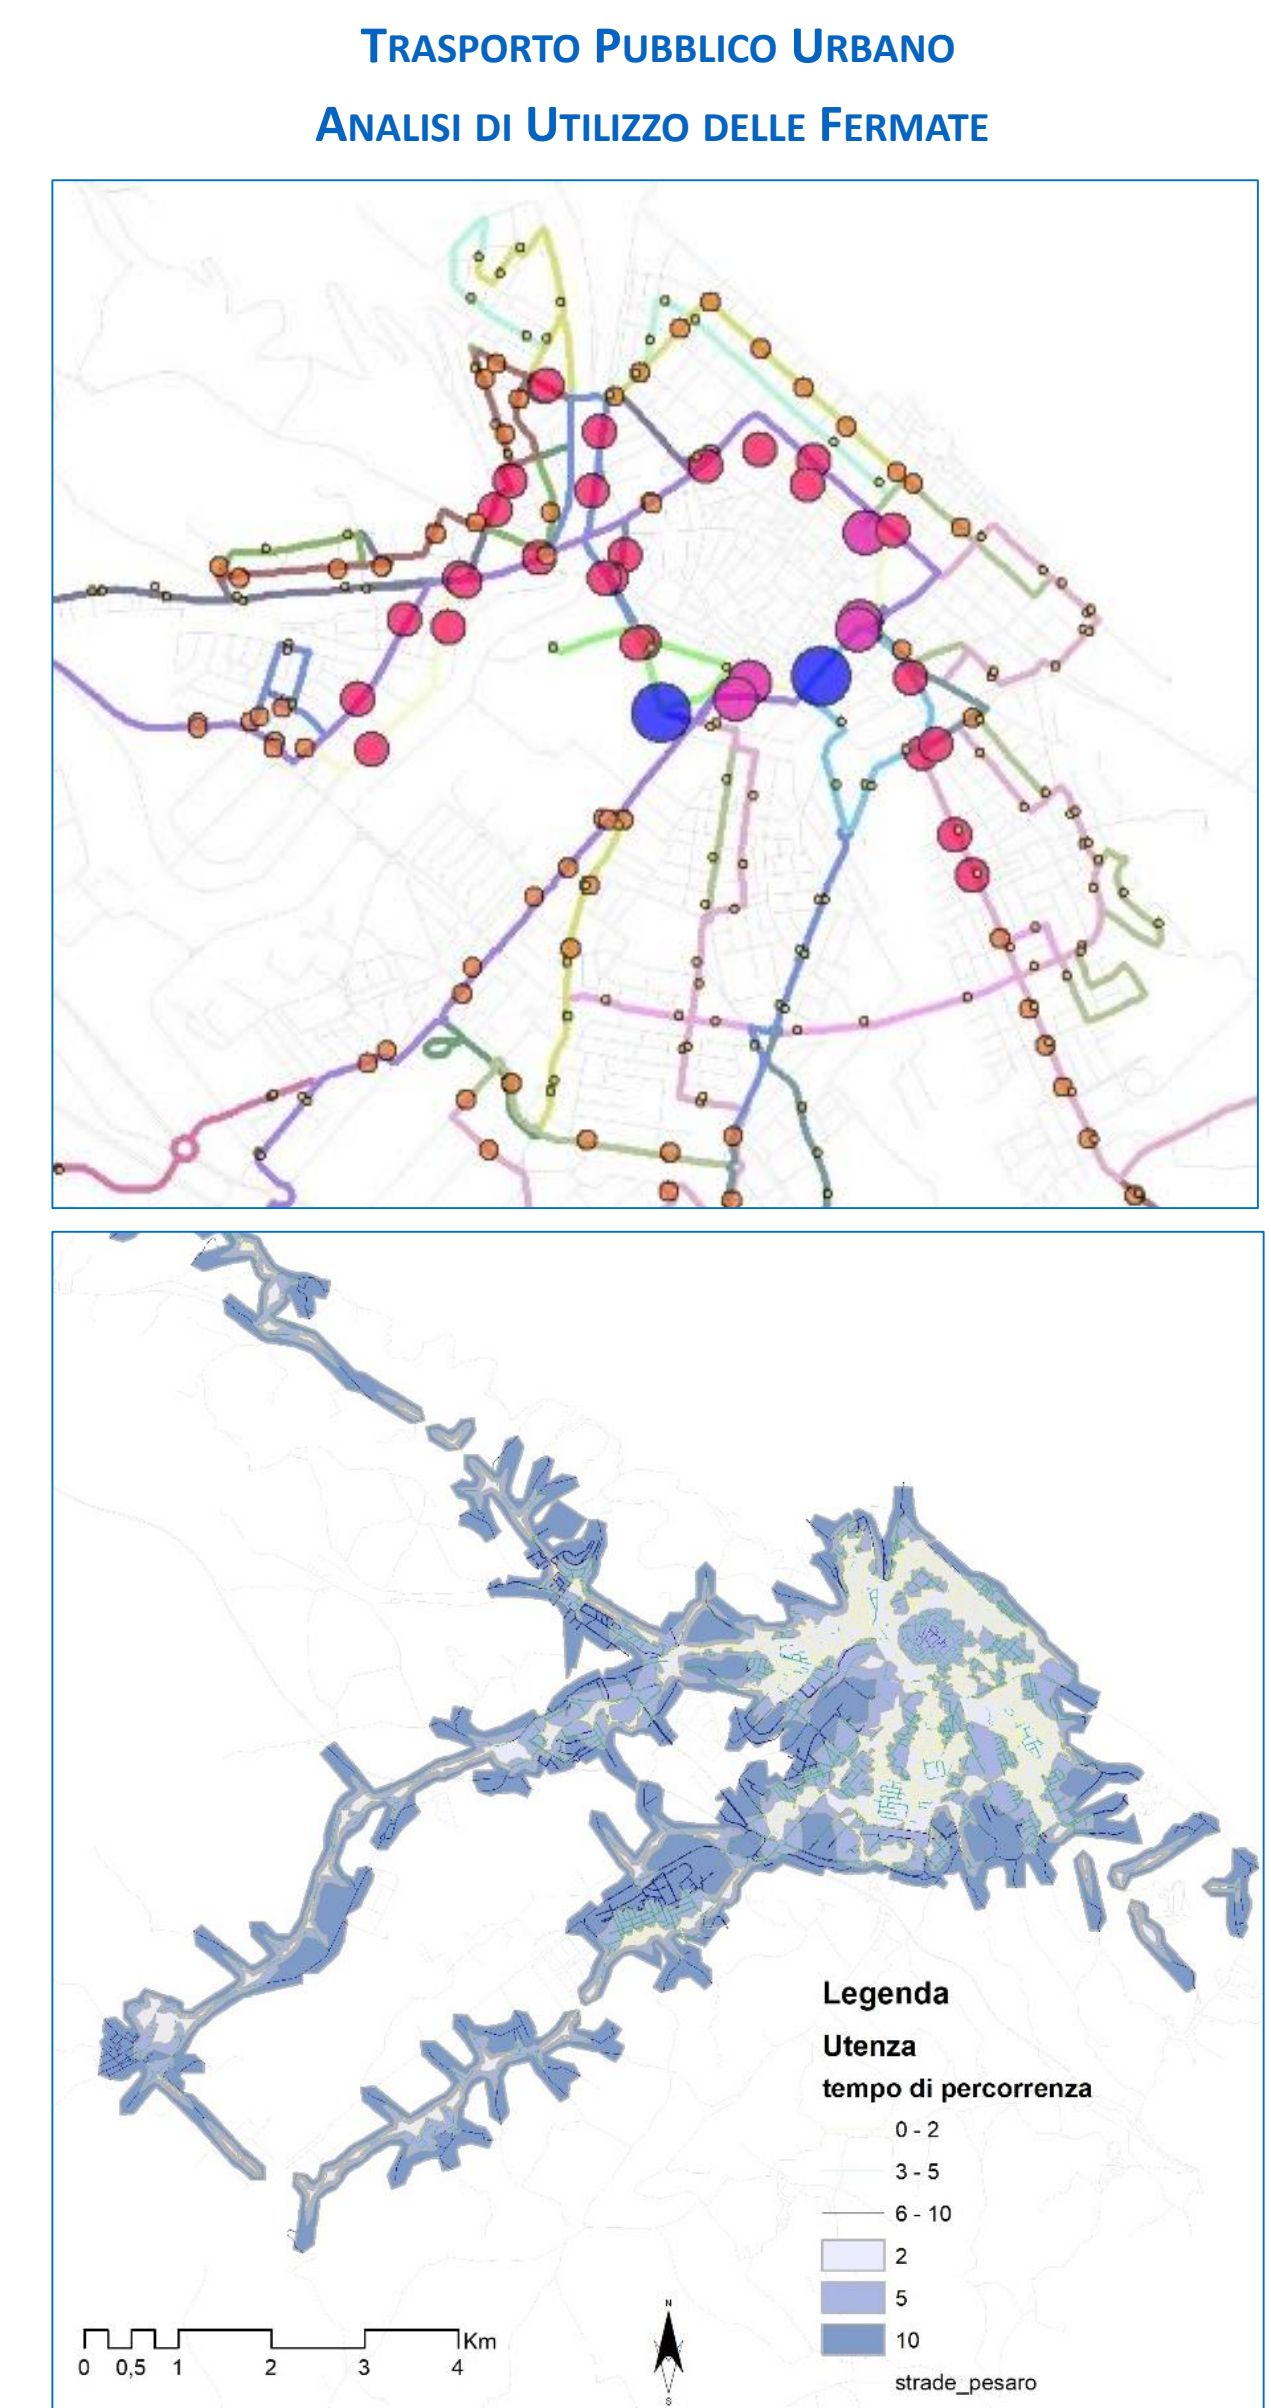 TRASPORTO PUBBLICO URBANO
ANALISI DI UTILIZZO DELLE FERMATE
Legenda
Utenza
tempo di percorrenza
0 - 2
3 - 5
6 - 10
2
5
10
strade_pesaro
Km
0 0,5 1 2 3 4
N
S